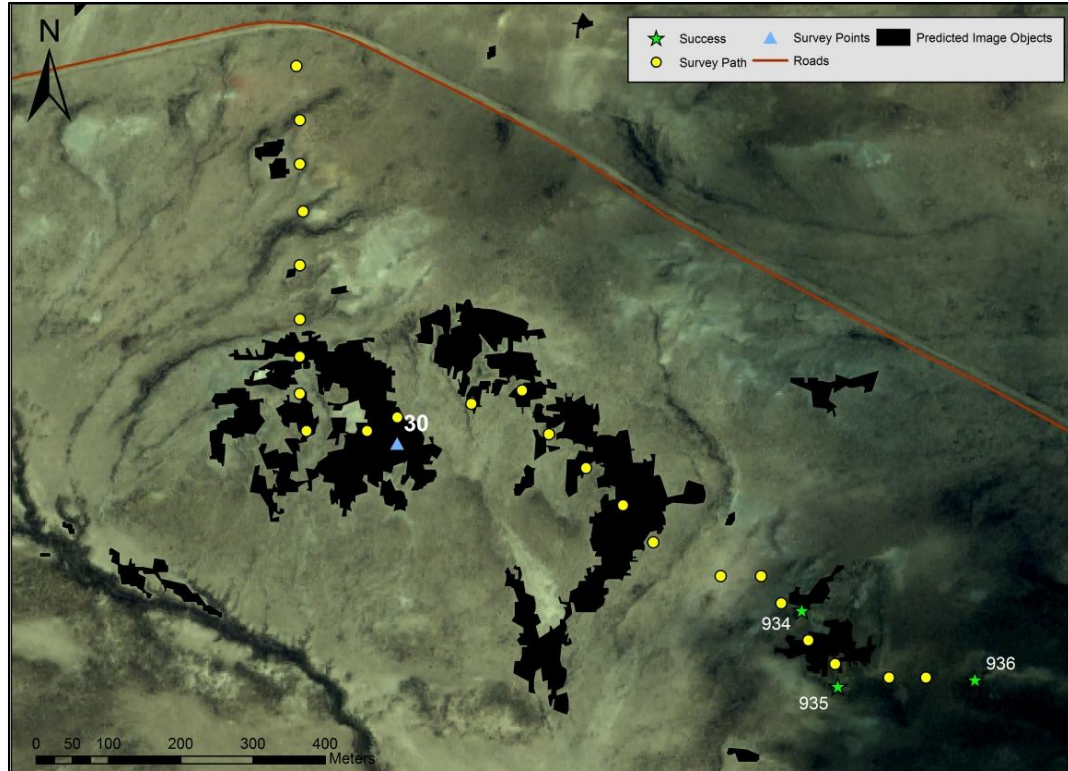 N
Success
Survey Points
Predicted Image Objects
Survey Path
Roads
30
934
936
935
0 50 100 200 300 400
Meters